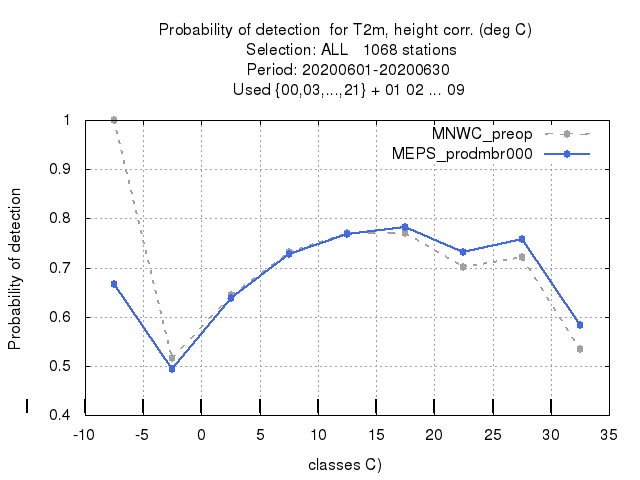 Probability of detection  for T2m, height corr. (deg C)
Selection: ALL   1068 stations
Period: 20200601-20200630
Used {00,03,...,21} + 01 02 ... 09
MNWC_preop
MEPS_prodmbr000
Probability of detection
1
0.9
0.8
0.7
0.6
0.5
0.4
-10 -5 0 5 10 15 20 25 30 35
classes C)